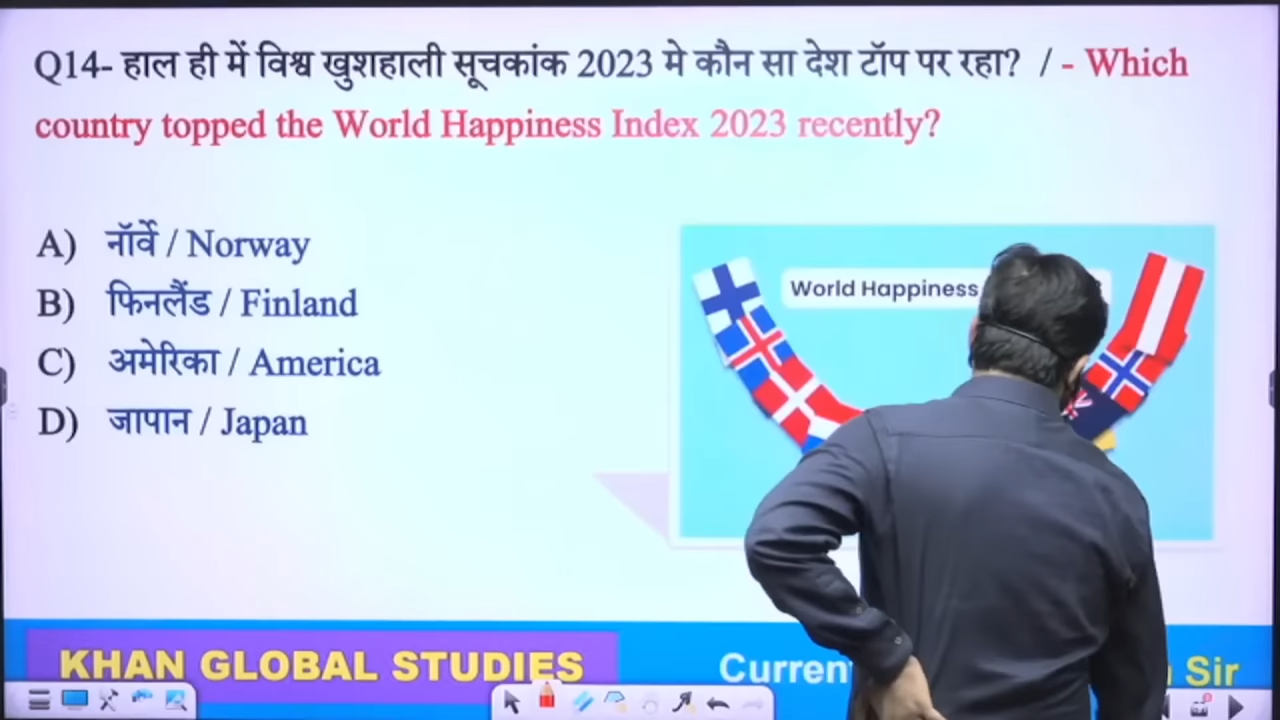 Q14- हाल ही में विश्व खुशहाली सूचकांक 2023 मे कौन सा देश टॉप पर रहा? / - Which
country topped the World Happiness Index 2023 recently?
A) नॉर्वे / Norway
B) फिनलैंड / Finland
C) अमेरिका / America
D) जापान / Japan
World Happiness
KHAN GLOBAL STUDIES
Curren
Sir